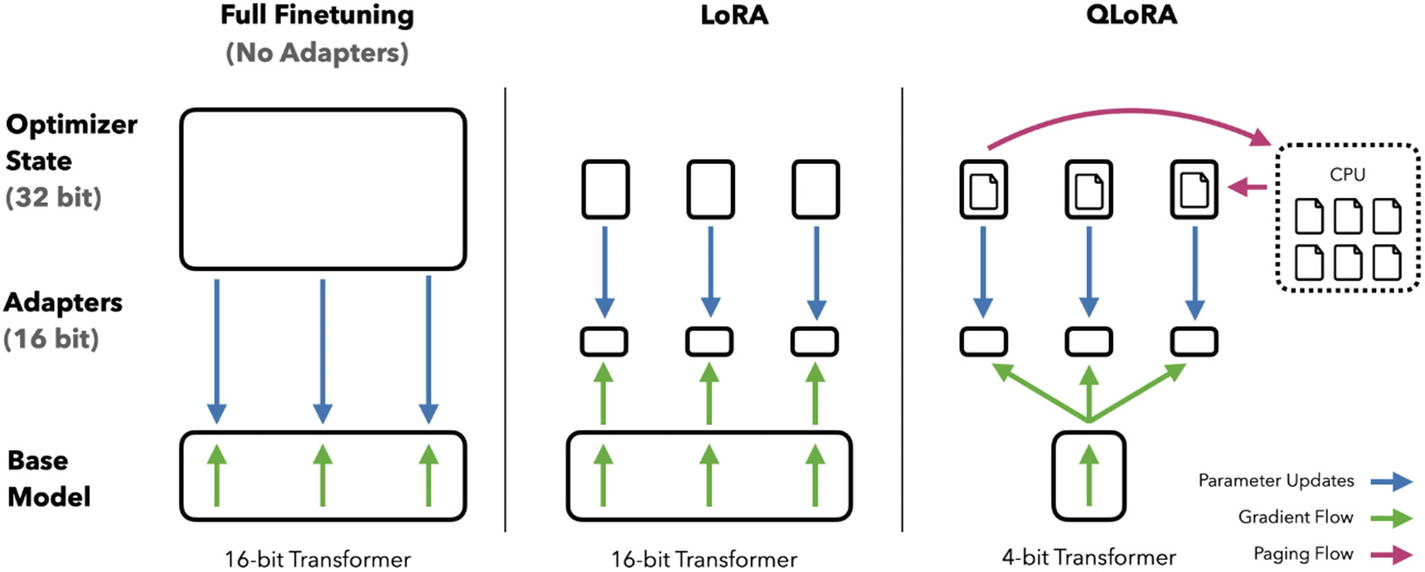 Full Finetuning
(No Adapters)
LoRA
QLoRA
Optimizer
State
(32 bit)
CPU
Adapters
(16 bit)
Base
Model
Parameter Updates
Gradient Flow
Paging Flow
16-bit Transformer
16-bit Transformer
4-bit Transformer